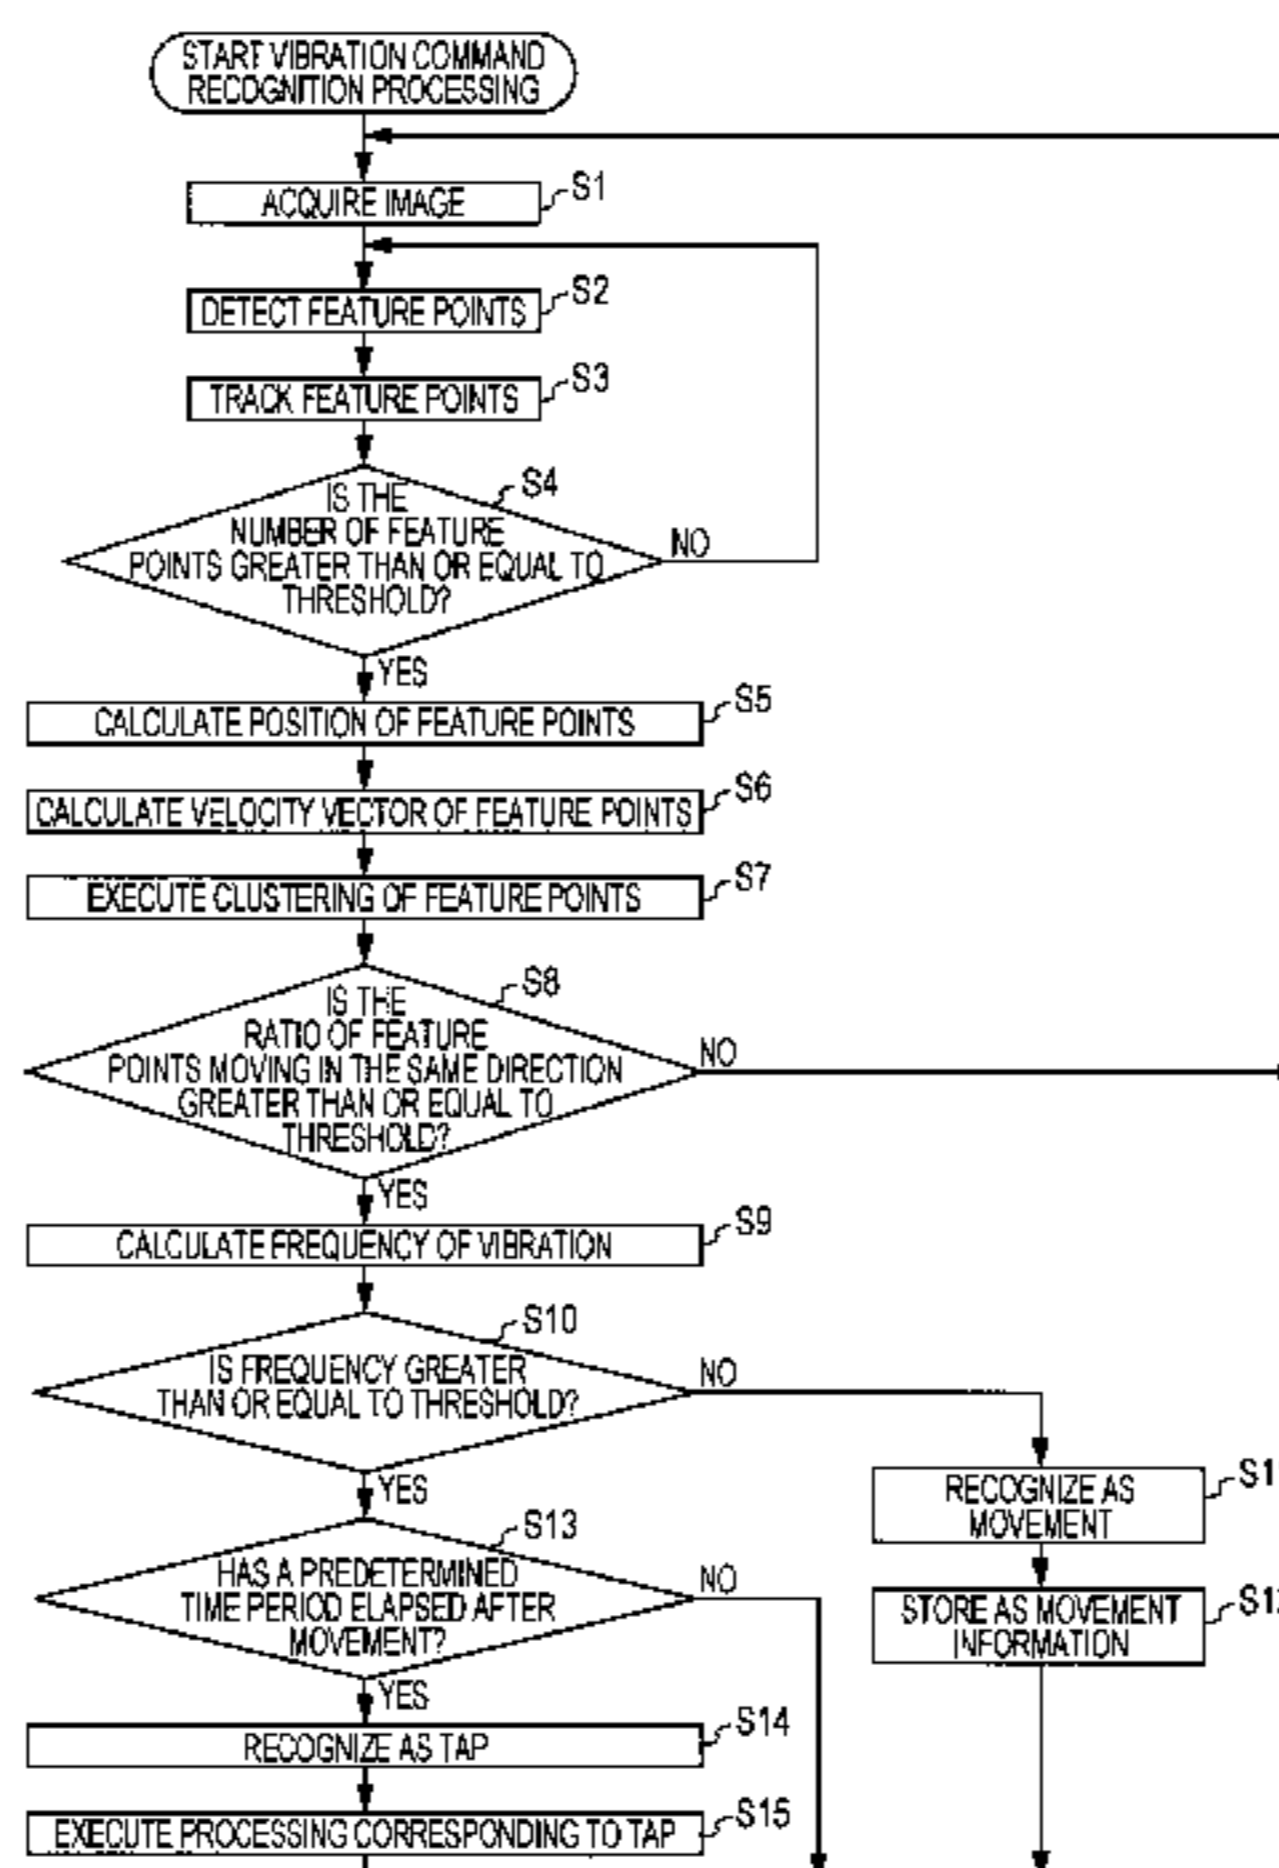 START VIBRATION COMMAND
RECOGNITION PROCESSING
S1
ACQUIRE IMAGE
S2
DETECT FEATURE POINTS
S3
TRACK FEATURE POINTS
S4
IS THE
NUMBER OF FEATURE
POINTS GREATER THAN OR EQUAL TO
THRESHOLD?
NO
YES
S5
CALCULATE POSITION OF FEATURE POINTS
S6
CALCULATE VELOCITY VECTOR OF FEATURE POINTS
S7
EXECUTE CLUSTERING OF FEATURE POINTS
S8
IS THE
RATIO OF FEATURE
POINTS MOVING IN THE SAME DIRECTION
GREATER THAN OR EQUAL TO
THRESHOLD?
NO
YES
S9
CALCULATE FREQUENCY OF VIBRATION
S10
IS FREQUENCY GREATER
THAN OR EQUAL TO THRESHOLD?
NO
YES
RECOGNIZE AS
MOVEMENT
STORE AS MOVEMENT
INFORMATION
S13
HAS A PREDETERMINED
TIME PERIOD ELAPSED AFTER
MOVEMENT?
NO
YES
S14
RECOGNIZE AS TAP
S15
EXECUTE PROCESSING CORRESPONDING TO TAP